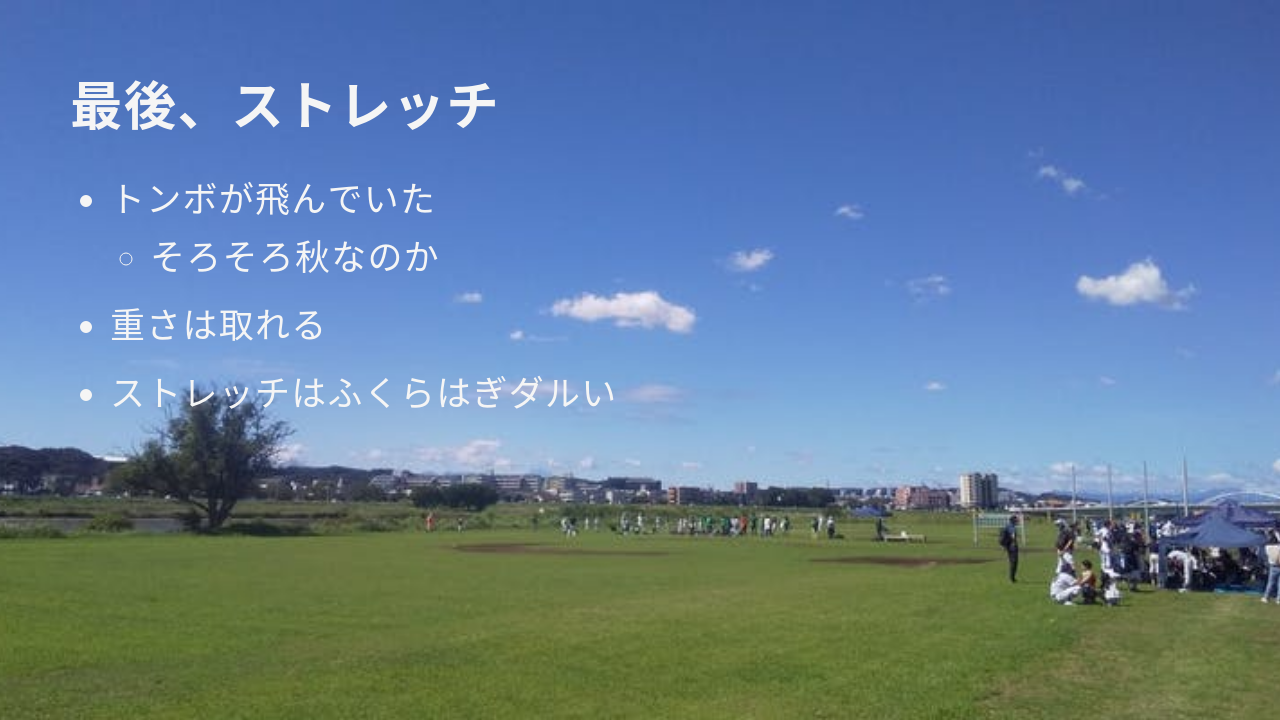 最後、ストレッチ
トンボが飛んでいた
そろそろ秋なのか
重さは取れる
ストレッチはふくらはぎダルい